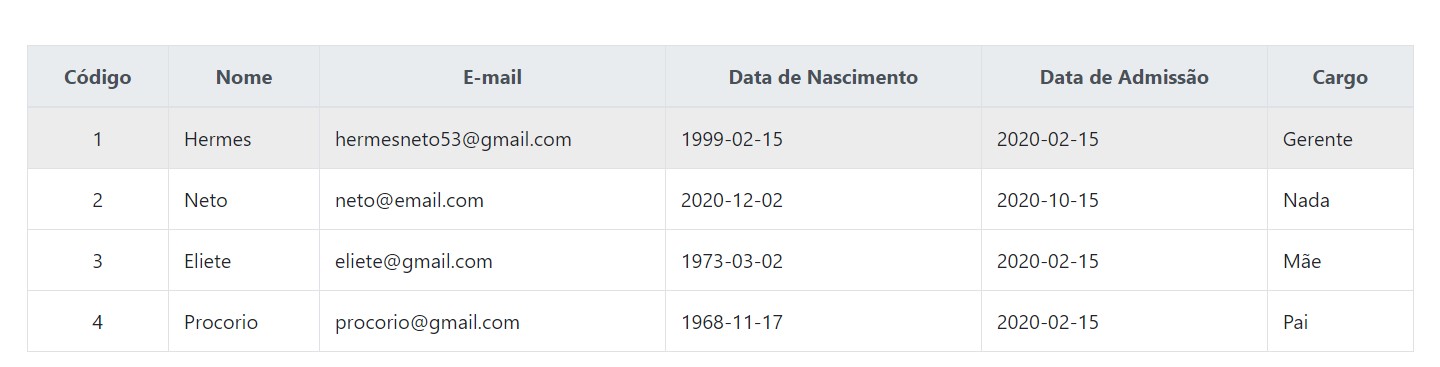 Código Nome E-mail Data de Nascimento Data de Admissão Cargo
1 Hermes hermesneto53@gmail.com 1999-02-15 2020-02-15 Gerente
2 Neto neto@email.com 2020-12-02 2020-10-15 Nada
3 Eliete eliete@gmail.com 1973-03-02 2020-02-15 Mãe
4 Procorio procorio@gmail.com 1968-11-17 2020-02-15 Pai